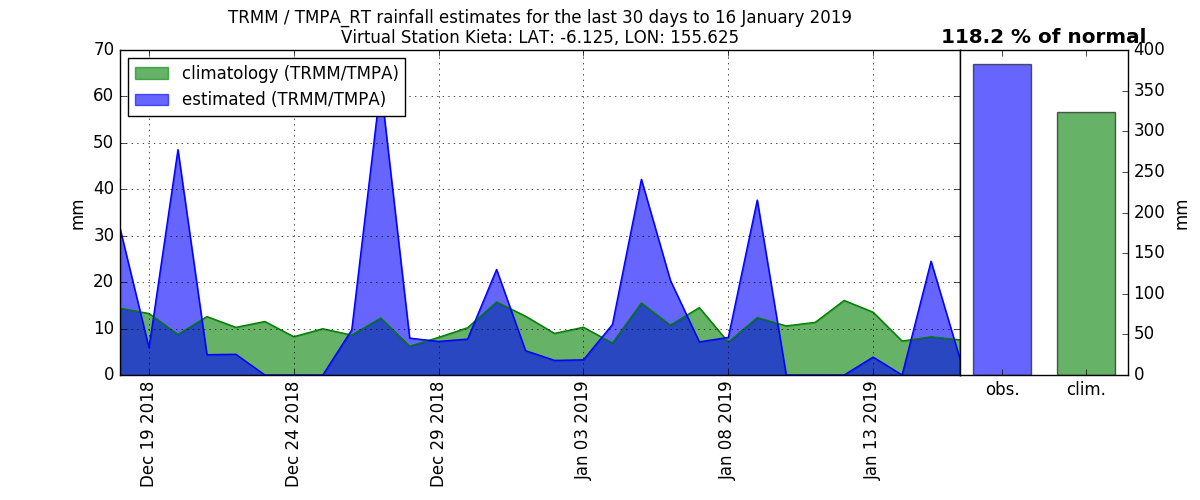 TRMM / TMPA_RT rainfall estimates for the last 30 days to 16 January 2019
Virtual Station Kieta: LAT: -6.125, LON: 155.625
118.2 % of normal
climatology (TRMM/TMPA)
estimated (TRMM/TMPA)
mm
70
60
50
40
30
20
10
0
Dec 19 2018
Dec 24 2018
Dec 29 2018
Jan 03 2019
Jan 08 2019
Jan 13 2019
obs.
clim.
400
350
300
250
200
150
100
50
0
mm